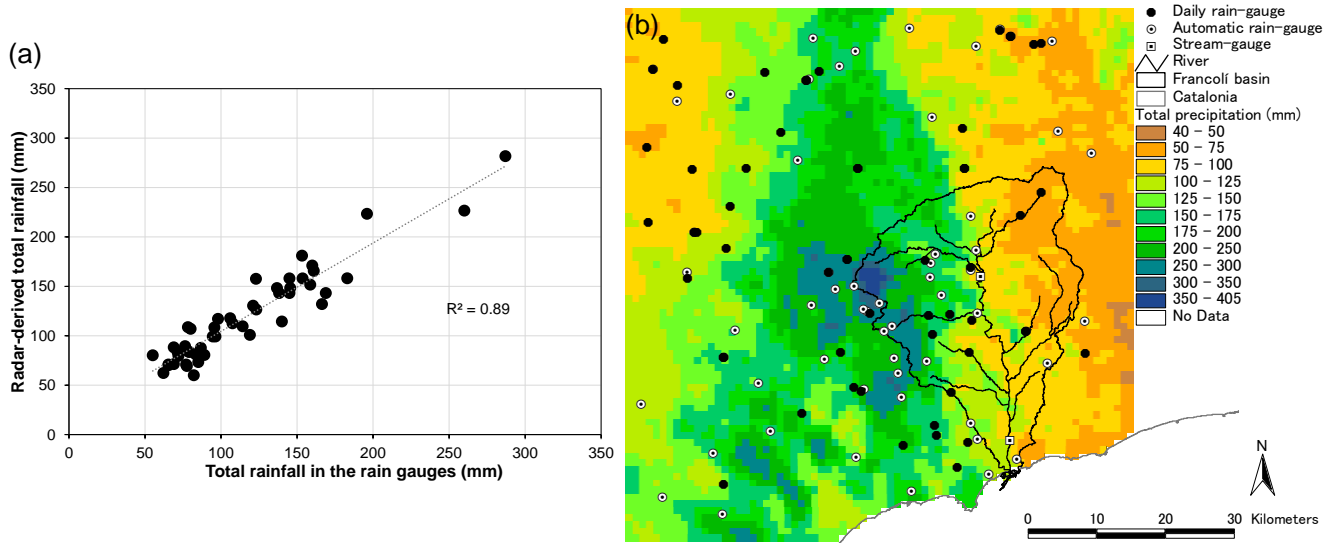 (a)
350
300
250
200
150
100
50
0
0 50 100 150 200 250 300 350
Radar-derived total rainfall (mm)
Total rainfall in the rain gauges (mm)
R² = 0.89
(b)
Daily rain-gauge
Automatic rain-gauge
Stream-gauge
River
Francolí basin
Catalonia
Total precipitation (mm)
40 - 50
50 - 75
75 - 100
100 - 125
125 - 150
150 - 175
175 - 200
200 - 250
250 - 300
300 - 350
350 - 405
No Data
N
0 10 20 30 Kilometers